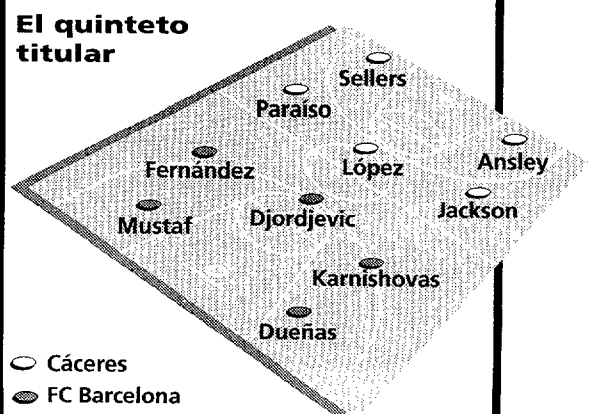 El quinteto
titular
Sellers
Paraíso
Fernández
López
Ansley
Mustaf
Djordjevic
Jackson
Karnishovas
Dueñas
Cáceres
FC Barcelona